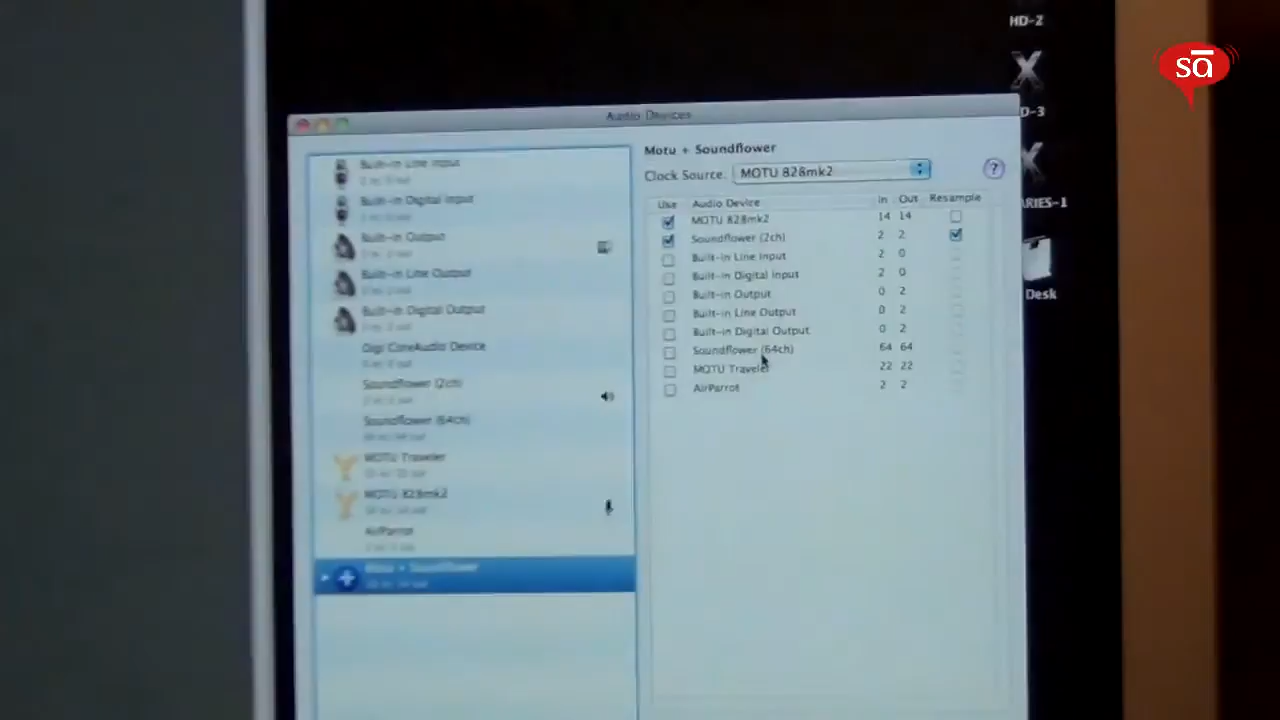 HD-2
sā
D-3
ARIES-1
Desk
Audio Devices
Built-in Line Input
Built-in Digital Input
Built-in Output
Built-in Line Output
Built-in Digital Output
Digi CoreAudio Device
Soundflower (2ch)
Soundflower (64ch)
MOTU Traveler
MOTU 828mk2
AirParrot
Motu + Soundflower
Motu + Soundflower
Clock Source: MOTU 828mk2 ?
Use Audio Device In Out Resample
MOTU 828mk2 14 14
Soundflower (2ch) 2 2
Built-in Line Input 2 0
Built-in Digital Input 2 0
Built-in Output 0 2
Built-in Line Output 0 2
Built-in Digital Output 0 2
Soundflower (64ch) 64 64
MOTU Traveler 22 22
AirParrot 2 2